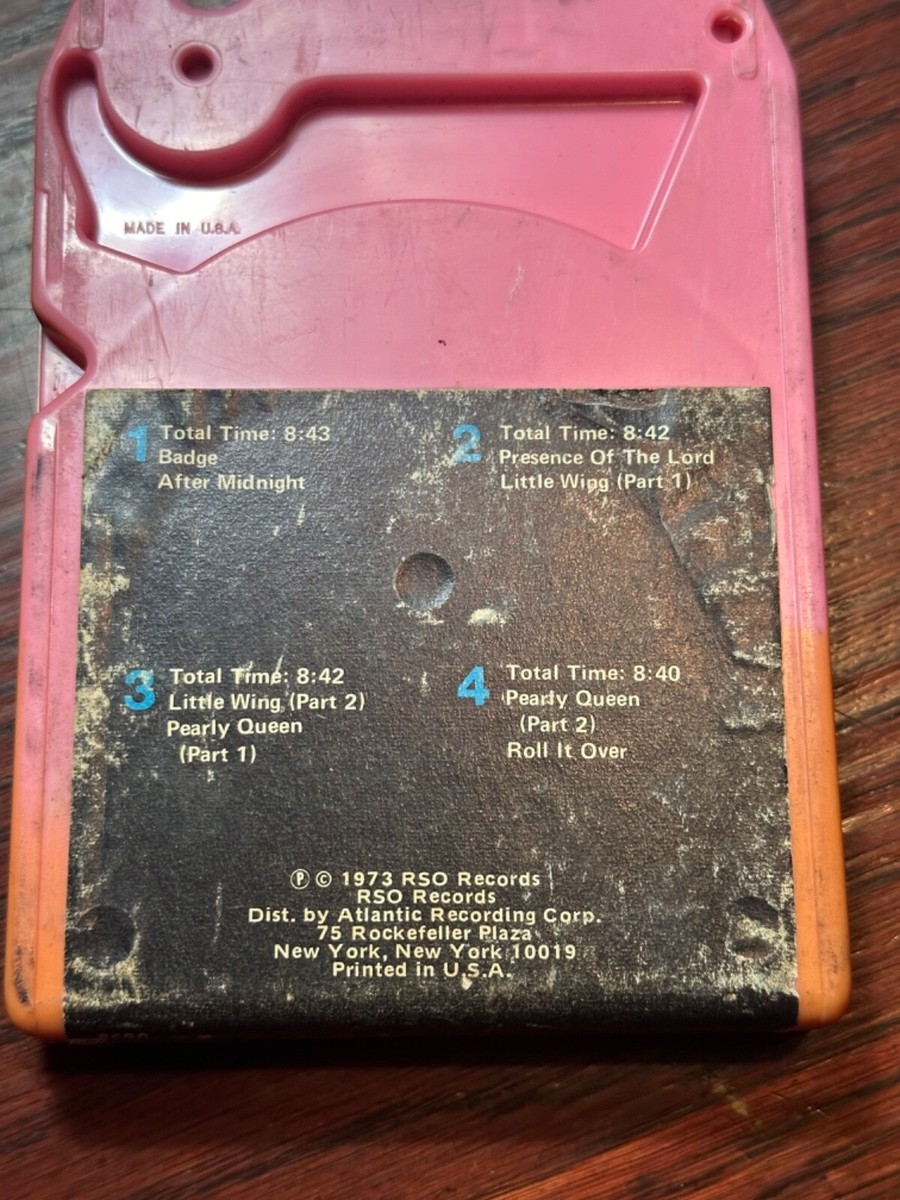 MADE IN U.S.A.
1 Total Time: 8:43
Badge
After Midnight
2 Total Time: 8:42
Presence Of The Lord
Little Wing (Part 1)
3 Total Time: 8:42
Little Wing (Part 2)
Pearly Queen
(Part 1)
4 Total Time: 8:40
Pearly Queen
(Part 2)
Roll It Over
Ⓟ © 1973 RSO Records
RSO Records
Dist. by Atlantic Recording Corp.
75 Rockefeller Plaza
New York, New York 10019
Printed in U.S.A.